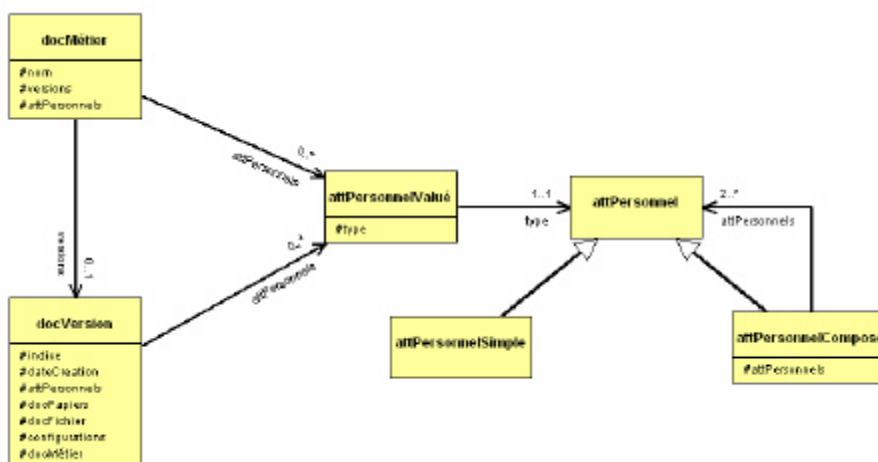 docMétier
#nom
#versions
#attPersonnels
0..*
attPersonnels
attPersonnelValué
#type
1..1
type
attPersonnel
2..*
attPersonnels
versions
0..1
0..*
attPersonnels
docVersion
#indice
#dateCreation
#attPersonnels
#docPapiers
#docFichier
#configurations
#docMétier
attPersonnelSimple
attPersonnelCompose
#attPersonnels